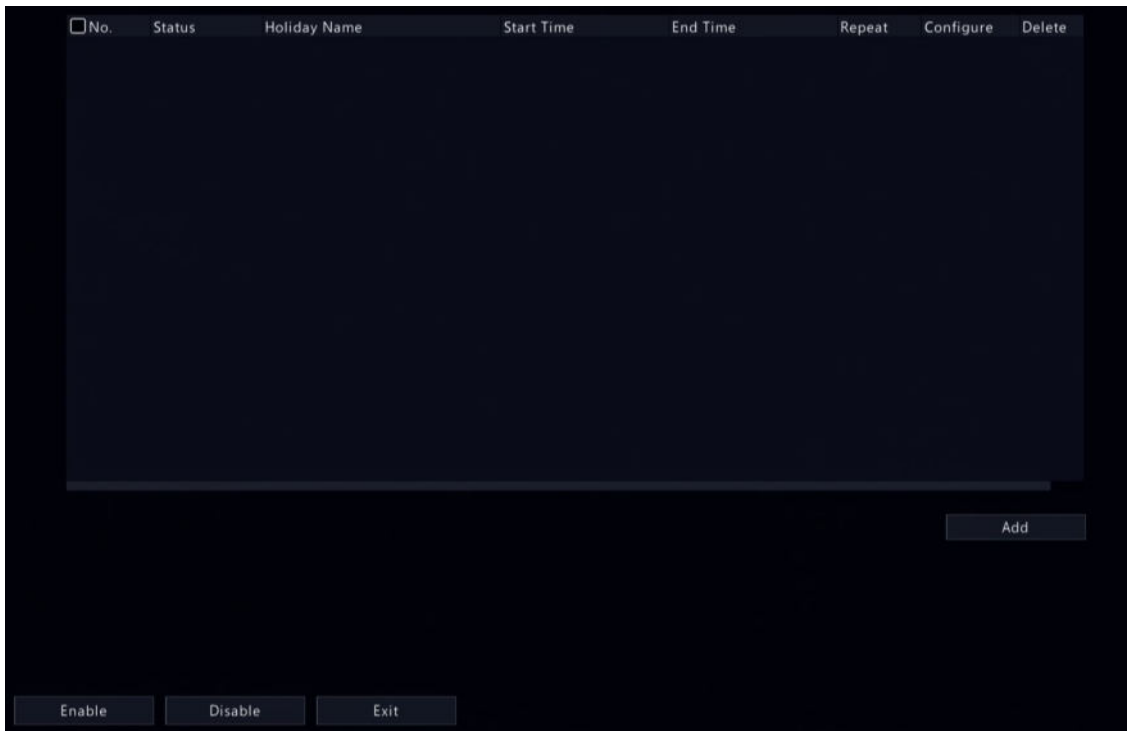 No. Status Holiday Name Start Time End Time Repeat Configure Delete
Add
Enable Disable Exit